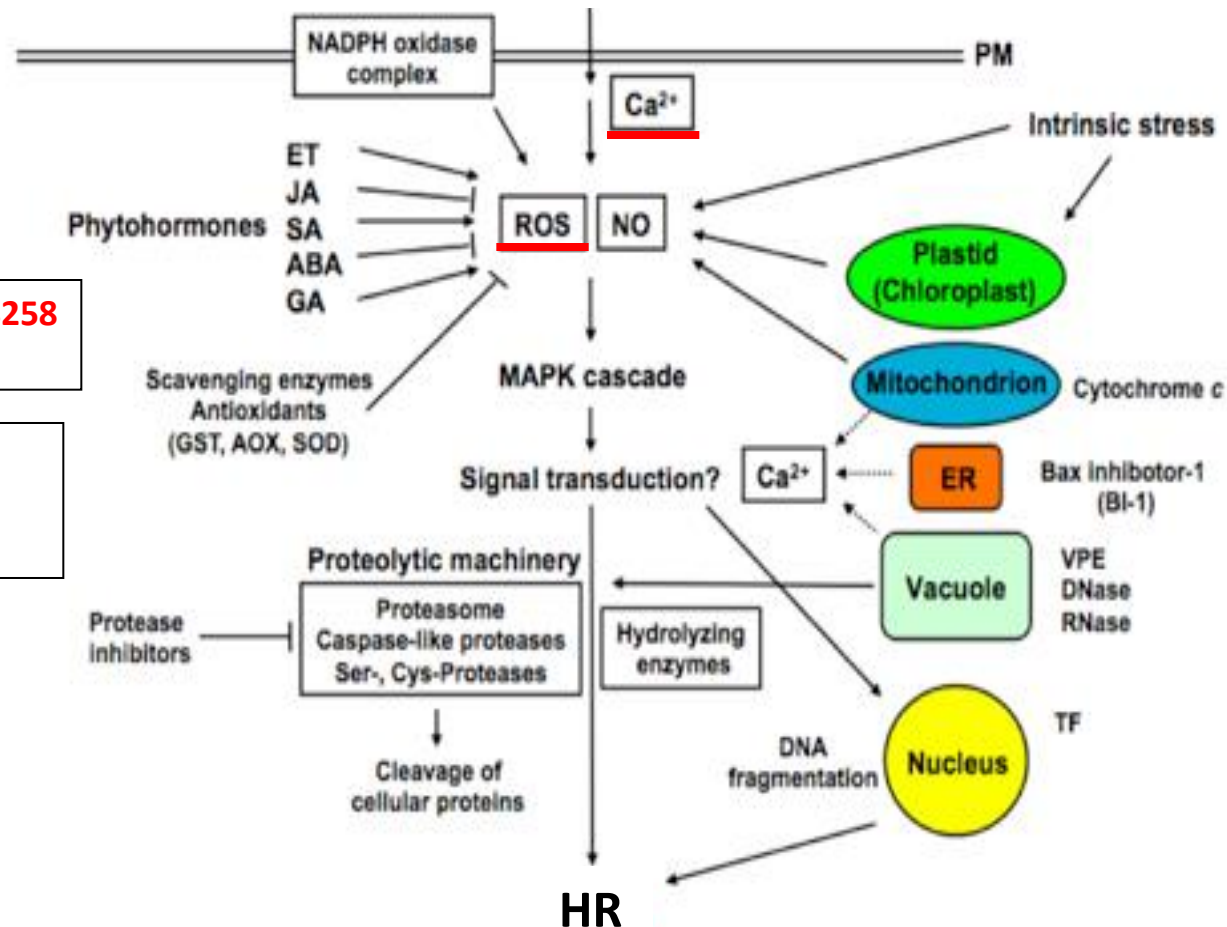 NADPH oxidase
complex
PM
Ca²⁺
Intrinsic stress
ET
JA
Phytohormones SA
ABA
GA
ROS
NO
Plastid
(Chloroplast)
258
Scavenging enzymes
Antioxidants
(GST, AOX, SOD)
MAPK cascade
Mitochondrion
Cytochrome c
Signal transduction?
Ca²⁺
ER
Bax inhibotor-1
(BI-1)
Proteolytic machinery
Vacuole
VPE
DNase
RNase
Protease
inhibitors
Proteasome
Caspase-like proteases
Ser-, Cys-Proteases
Hydrolyzing
enzymes
Cleavage of
cellular proteins
DNA
fragmentation
Nucleus
TF
HR